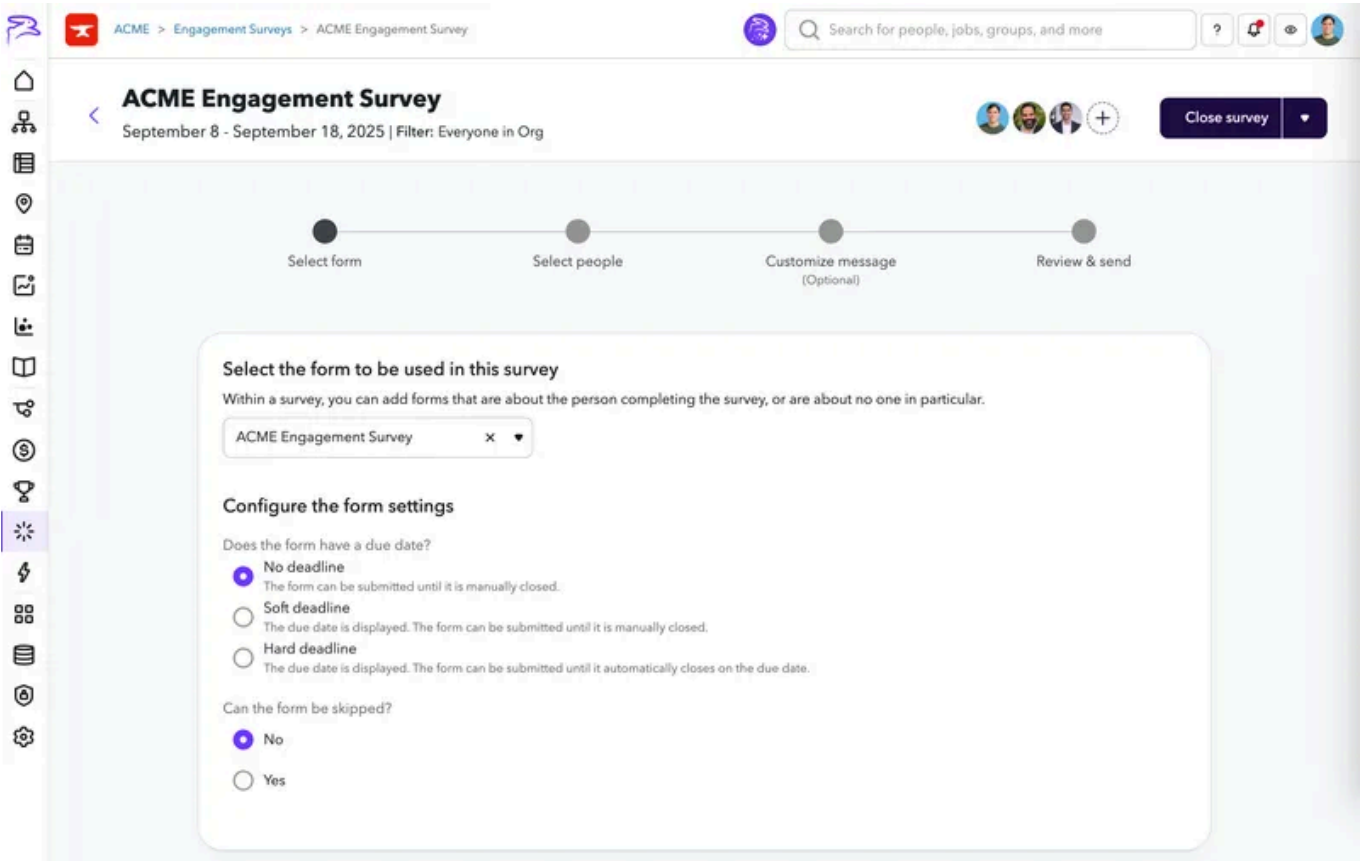 ACME > Engagement Surveys > ACME Engagement Survey
Search for people, jobs, groups, and more
?
ACME Engagement Survey
September 8 - September 18, 2025 | Filter: Everyone in Org
Close survey
Select form
Select people
Customize message
(Optional)
Review & send
Select the form to be used in this survey
Within a survey, you can add forms that are about the person completing the survey, or are about no one in particular.
ACME Engagement Survey
Configure the form settings
Does the form have a due date?
No deadline
The form can be submitted until it is manually closed.
Soft deadline
The due date is displayed. The form can be submitted until it is manually closed.
Hard deadline
The due date is displayed. The form can be submitted until it automatically closes on the due date.
Can the form be skipped?
No
Yes